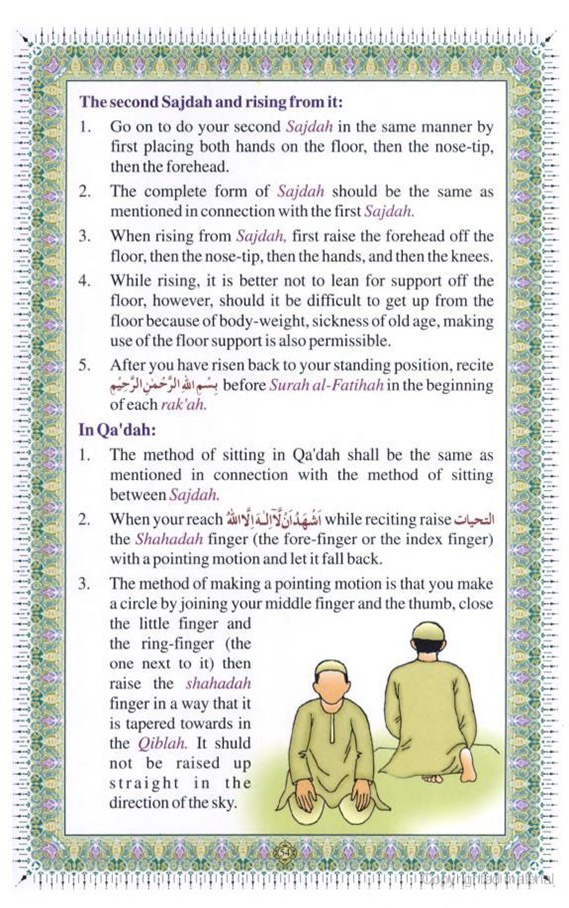 The second Sajdah and rising from it:
1. Go on to do your second Sajdah in the same manner by
first placing both hands on the floor, then the nose-tip,
then the forehead.
2. The complete form of Sajdah should be the same as
mentioned in connection with the first Sajdah.
3. When rising from Sajdah, first raise the forehead off the
floor, then the nose-tip, then the hands, and then the knees.
4. While rising, it is better not to lean for support off the
floor, however, should it be difficult to get up from the
floor because of body-weight, sickness of old age, making
use of the floor support is also permissible.
5. After you have risen back to your standing position, recite
بِسْمِ اللهِ الرَّحْمٰنِ الرَّحِيْمِ before Surah al-Fatihah in the beginning
of each rak'ah.
In Qa'dah:
1. The method of sitting in Qa'dah shall be the same as
mentioned in connection with the method of sitting
between Sajdah.
2. When your reach اَشْهَدُ اَنْ لَّآ اِلٰهَ اِلَّا اللهُ while reciting raise التحيات
the Shahadah finger (the fore-finger or the index finger)
with a pointing motion and let it fall back.
3. The method of making a pointing motion is that you make
a circle by joining your middle finger and the thumb, close
the little finger and
the ring-finger (the
one next to it) then
raise the shahadah
finger in a way that it
is tapered towards in
the Qiblah. It shuld
not be raised up
straight in the
direction of the sky.
54
Copyrighted material